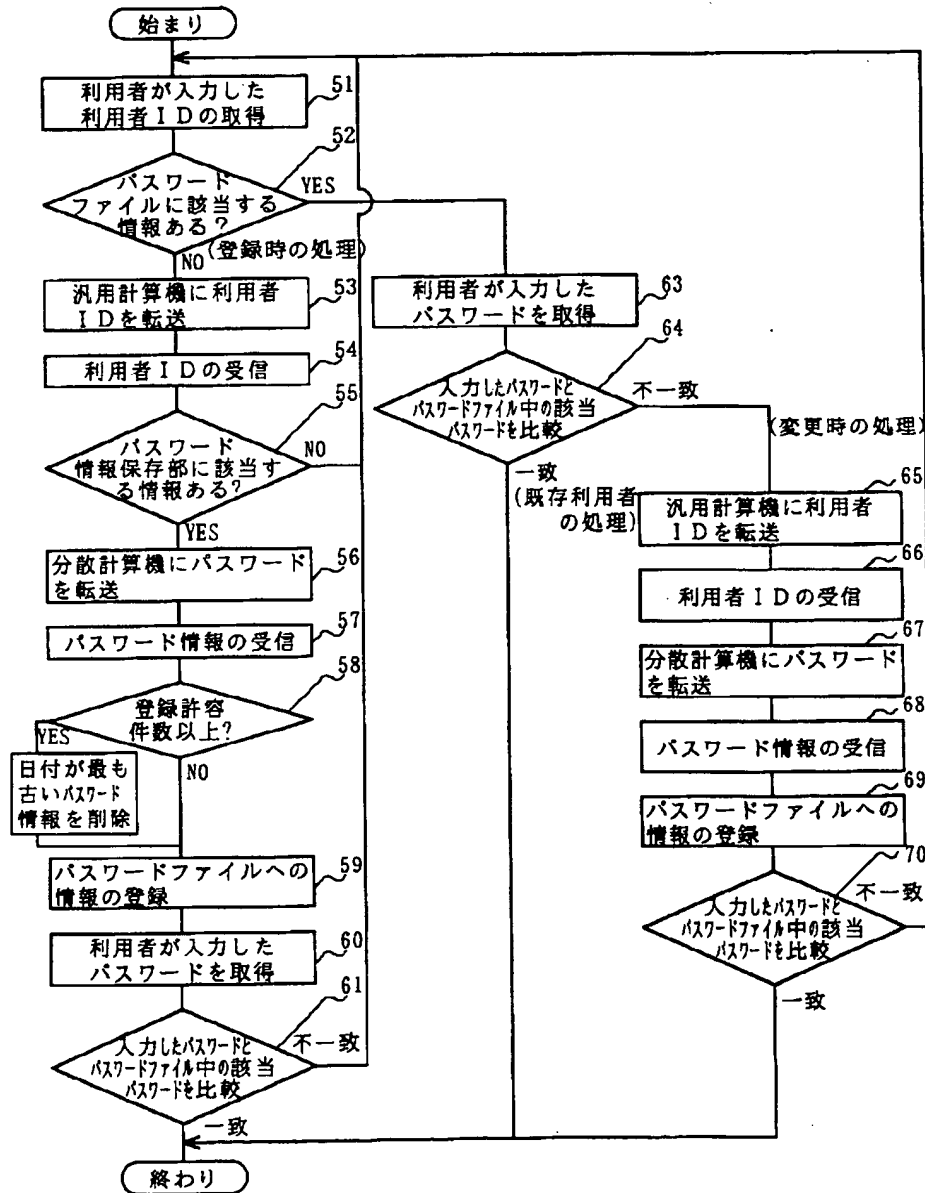 始まり
利用者が入力した
利用者IDの取得
51
パスワード
ファイルに該当する
情報ある?
52
YES
NO
(登録時の処理)
汎用計算機に利用者
IDを転送
53
利用者IDの受信
54
パスワード
情報保存部に該当す
る情報ある?
55
NO
YES
分散計算機にパスワード
を転送
56
パスワード情報の受信
57
登録許容
件数以上?
58
YES
NO
日付が最も
古いパスワード
情報を削除
パスワードファイルへの
情報の登録
59
利用者が入力した
パスワードを取得
60
入力したパスワードと
パスワードファイル中の該当
パスワードを比較
61
不一致
一致
終わり
利用者が入力した
パスワードを取得
63
入力したパスワードと
パスワードファイル中の該当
パスワードを比較
64
不一致
一致
(既存利用者
の処理)
(変更時の処理)
汎用計算機に利用者
IDを転送
65
利用者IDの受信
66
分散計算機にパスワード
を転送
67
パスワード情報の受信
68
パスワードファイルへの
情報の登録
69
入力したパスワードと
パスワードファイル中の該当
パスワードを比較
70
不一致
一致